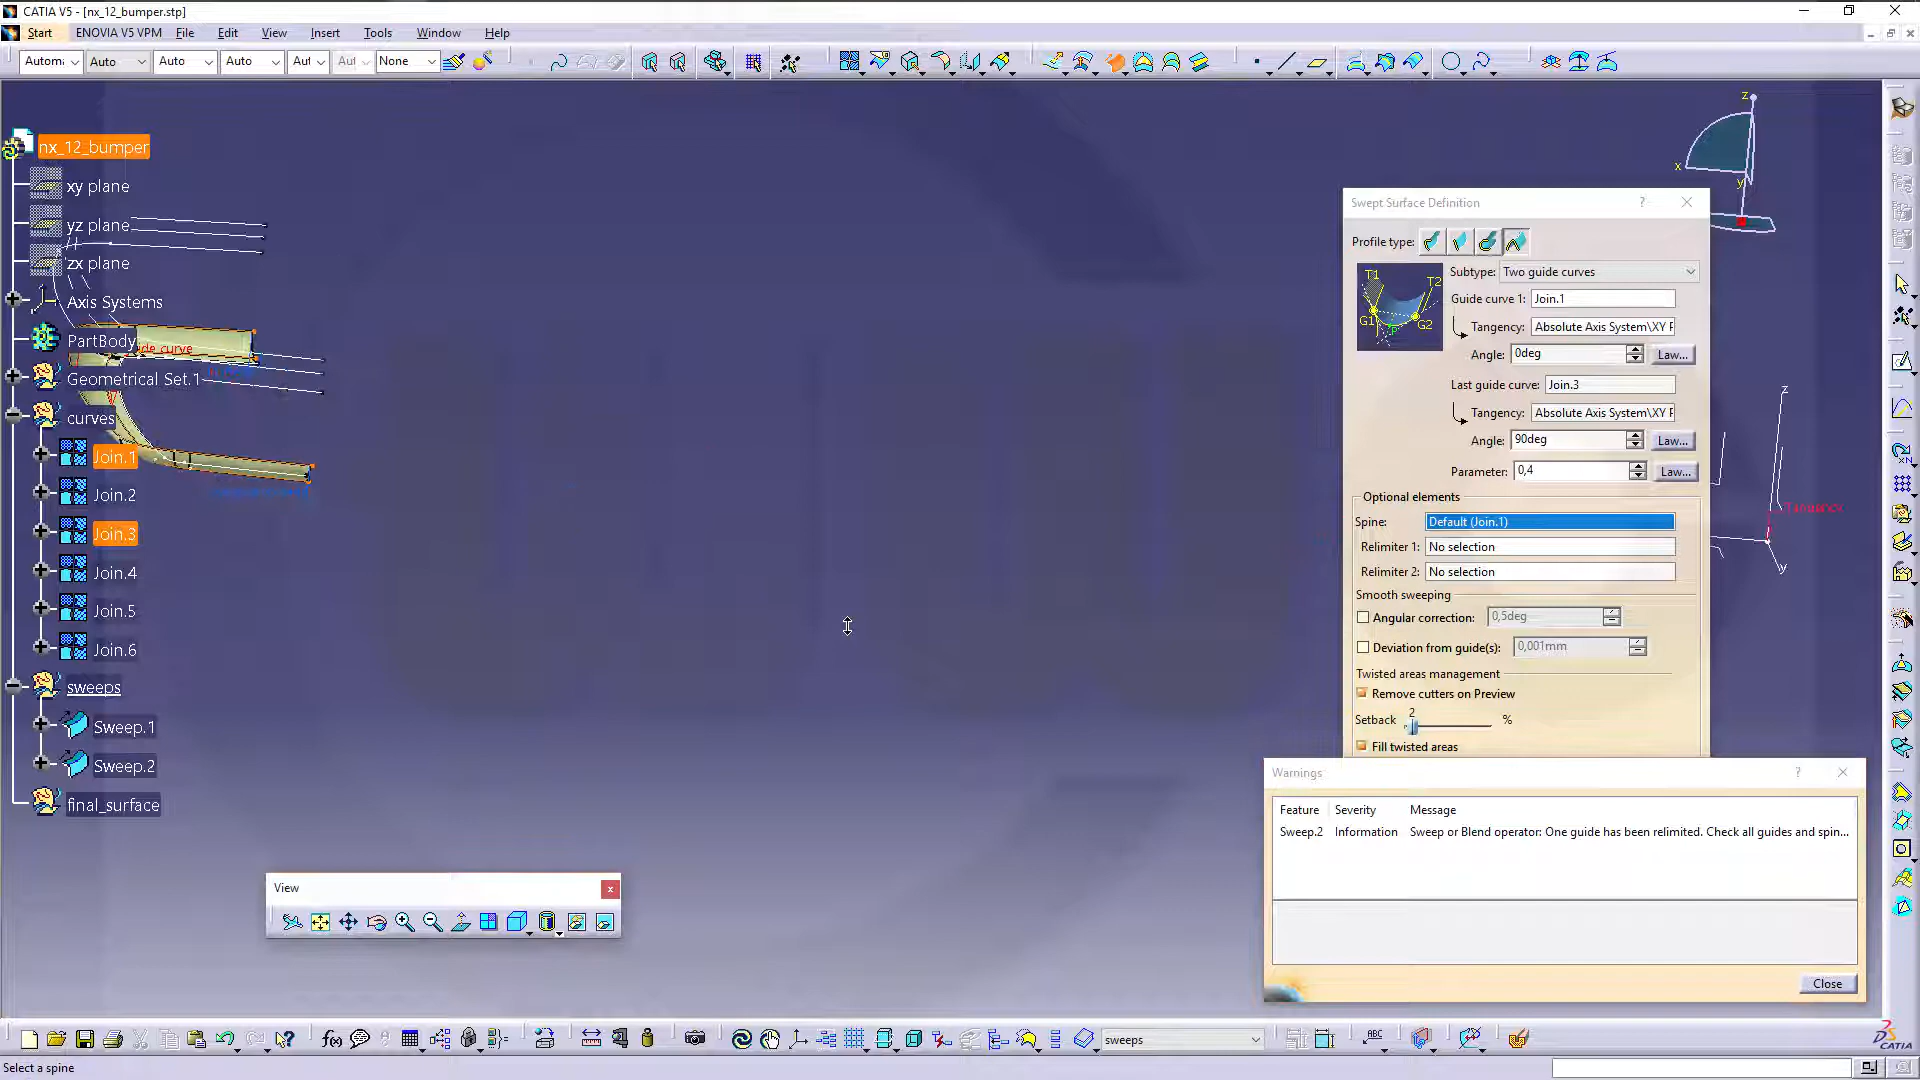 CATIA V5 - [nx_12_bumper.stp]
Start ENOVIA V5 VPM File Edit View Insert Tools Window Help
Automa Auto Auto Auto Aut Aut None
nx_12_bumper
xy plane
yz plane
zx plane
Axis Systems
PartBody
Geometrical Set.1
curves
Join.1
Join.2
Join.3
Join.4
Join.5
Join.6
sweeps
Sweep.1
Sweep.2
final_surface
z
x
y
z
y
Swept Surface Definition ?
Profile type:
T1
T2
G1
G2
Subtype: Two guide curves
Guide curve 1: Join.1
Tangency: Absolute Axis System\XY P
Angle: 0deg Law...
Last guide curve: Join.3
Tangency: Absolute Axis System\XY P
Angle: 90deg Law...
Parameter: 0,4 Law...
Optional elements
Spine: Default (Join.1)
Relimiter 1: No selection
Relimiter 2: No selection
Smooth sweeping
Angular correction: 0,5deg
Deviation from guide(s): 0,001mm
Twisted areas management
Remove cutters on Preview
Setback 2 %
Fill twisted areas
Warnings ?
Feature Severity Message
Sweep.2 Information Sweep or Blend operator: One guide has been relimited. Check all guides and spin...
Close
View x
f(x) ABC
sweeps
CATIA
Select a spine